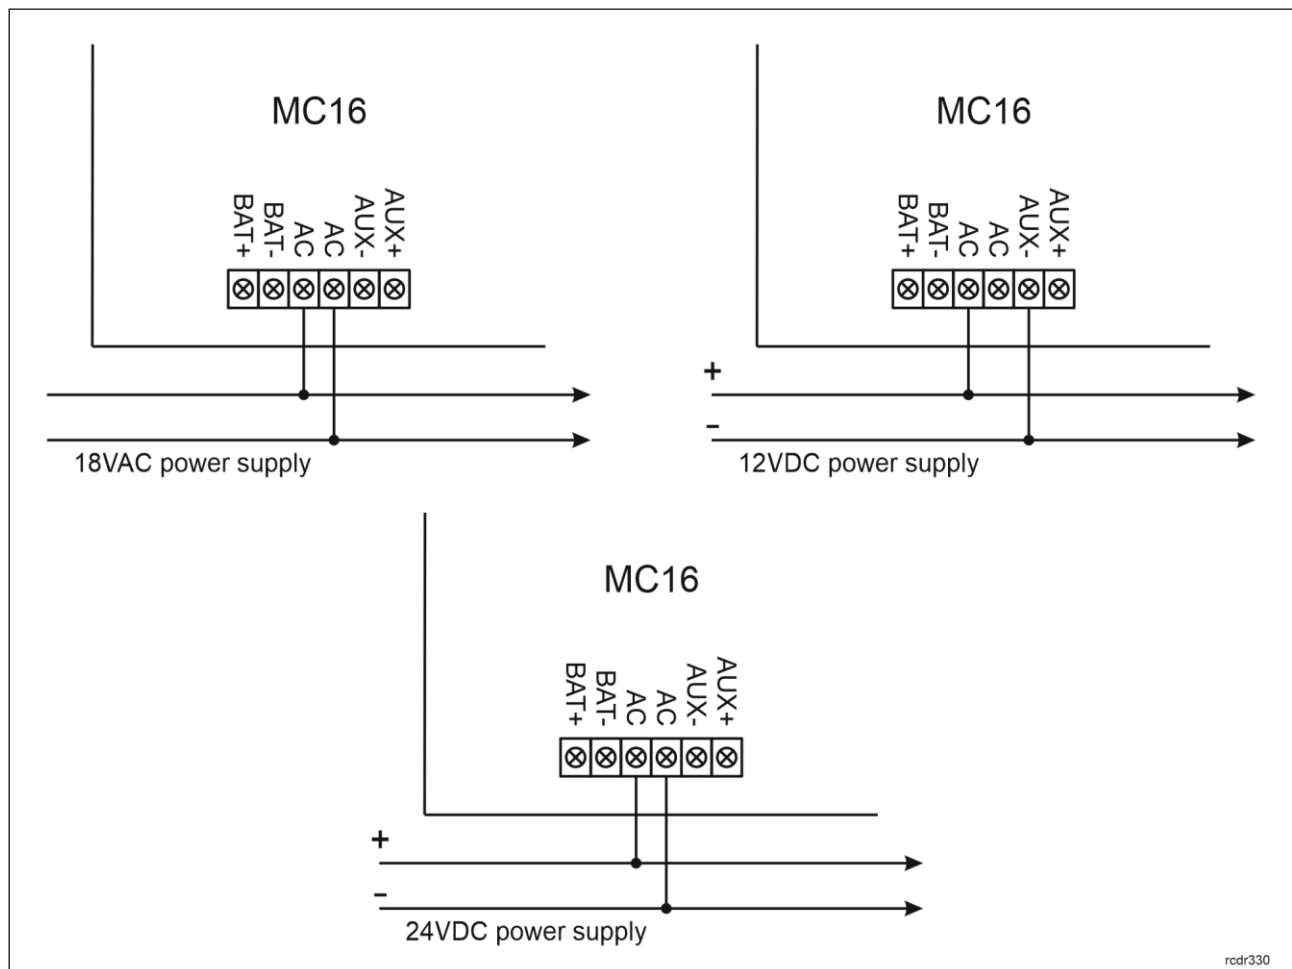 MC16
BAT+ BAT- AC AC AUX- AUX+
18VAC power supply
MC16
BAT+ BAT- AC AC AUX- AUX+
+
-
12VDC power supply
MC16
BAT+ BAT- AC AC AUX- AUX+
+
-
24VDC power supply
rcdr330